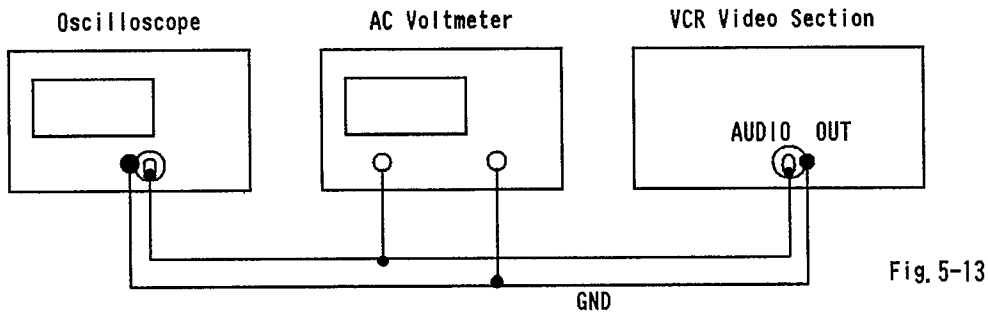 Oscilloscope
AC Voltmeter
VCR Video Section
AUDIO OUT
Fig. 5-13
GND